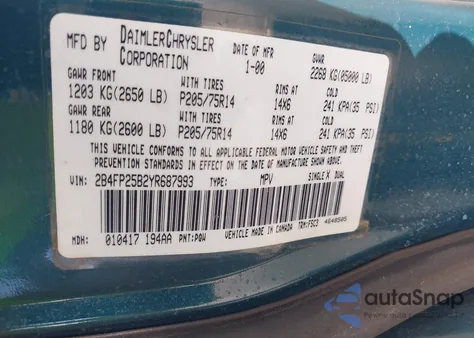 MFD BY DAIMLERCHRYSLER CORPORATION DATE OF MFR 1-00 GVWR 2268 KG(05000 LB)
GAWR FRONT WITH TIRES RIMS AT COLD
1203 KG(2650 LB) P205/75R14 14X6 241 KPA(35 PSI)
GAWR REAR WITH TIRES RIMS AT COLD
1180 KG(2600 LB) P205/75R14 14X6 241 KPA(35 PSI)
THIS VEHICLE CONFORMS TO ALL APPLICABLE FEDERAL MOTOR VEHICLE SAFETY
AND THEFT PREVENTION STANDARDS IN EFFECT ON THE DATE OF MANUFACTURE SHOWN ABOVE.
VIN: 2B4FP25B2YR687993 TYPE: MPV SINGLE X DUAL
MDH: 010417 194AA PNT:PQW VEHICLE MADE IN CANADA TRM:F5C3 4648505
autoSnap